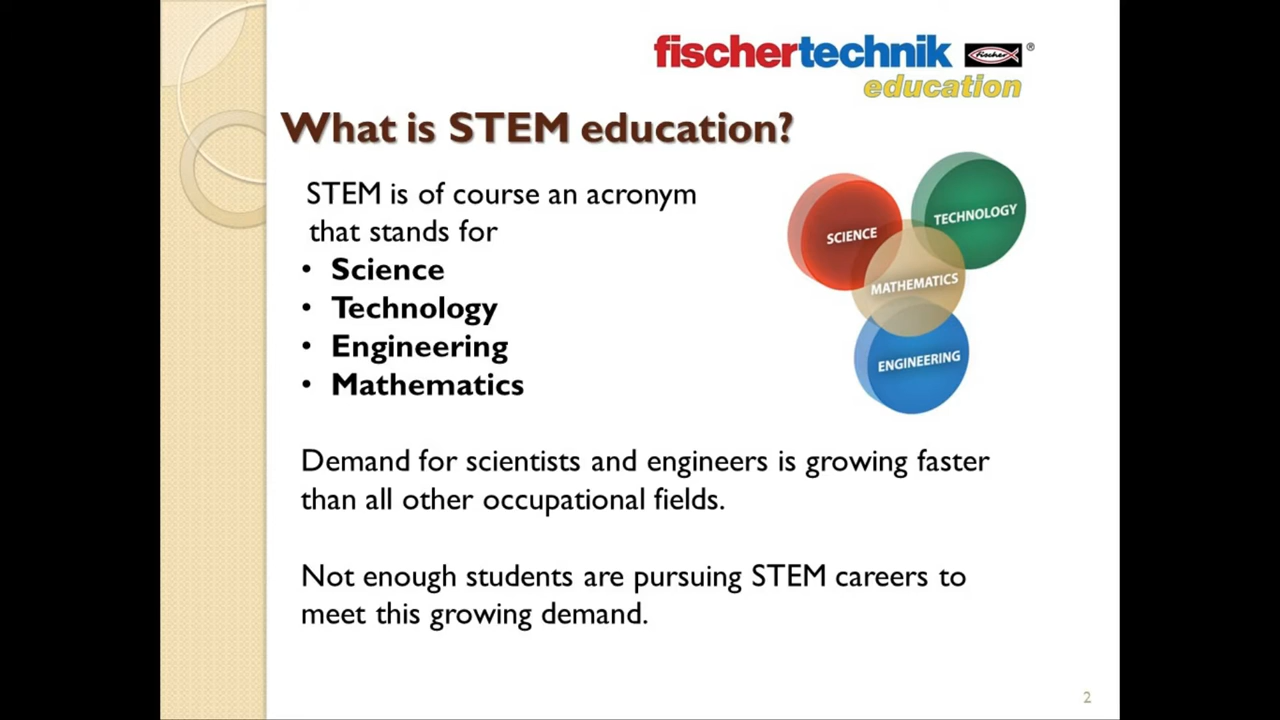 fischertechnik fischer ®
education
What is STEM education?
STEM is of course an acronym
that stands for
• Science
• Technology
• Engineering
• Mathematics
SCIENCE
TECHNOLOGY
MATHEMATICS
ENGINEERING
Demand for scientists and engineers is growing faster
than all other occupational fields.
Not enough students are pursuing STEM careers to
meet this growing demand.
2